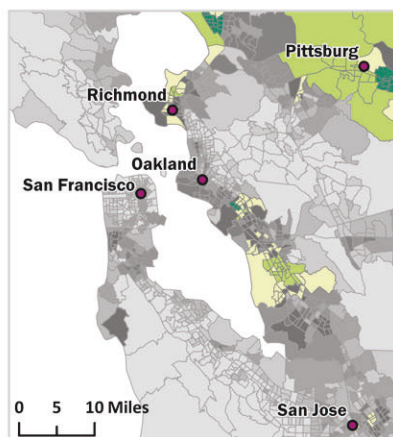 Pittsburg
Richmond
Oakland
San Francisco
San Jose
0 5 10 Miles